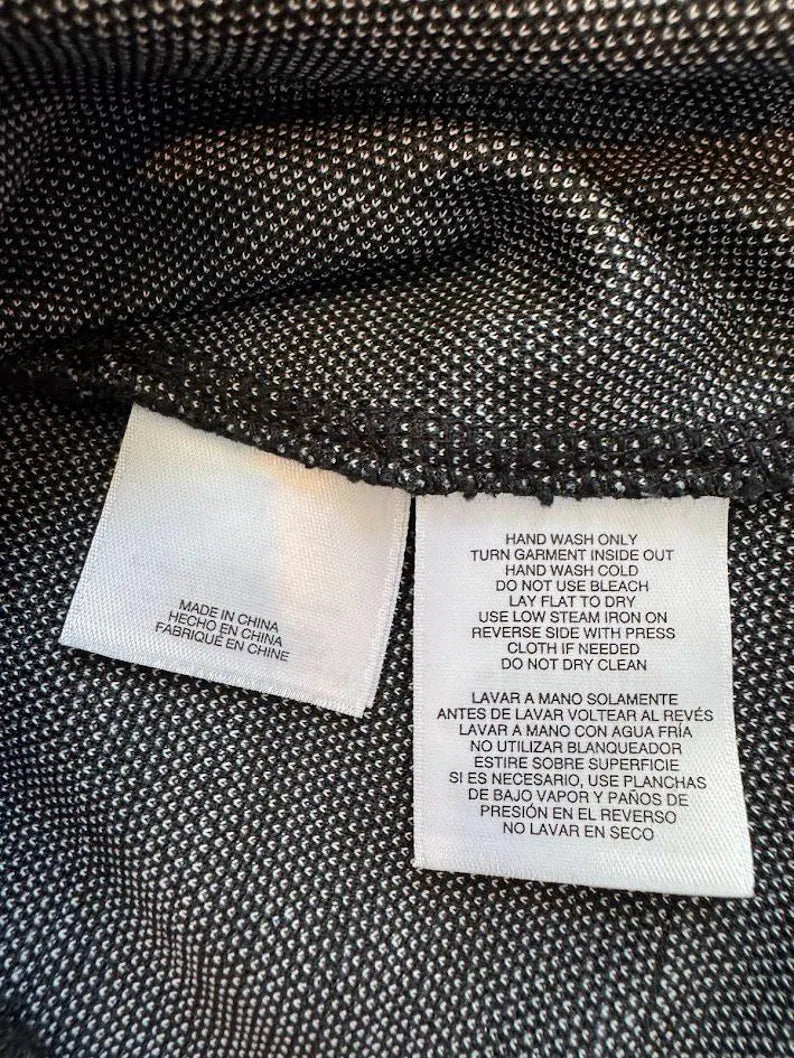 MADE IN CHINA
HECHO EN CHINA
FABRIQUÉ EN CHINE
HAND WASH ONLY
TURN GARMENT INSIDE OUT
HAND WASH COLD
DO NOT USE BLEACH
LAY FLAT TO DRY
USE LOW STEAM IRON ON
REVERSE SIDE WITH PRESS
CLOTH IF NEEDED
DO NOT DRY CLEAN
LAVAR A MANO SOLAMENTE
ANTES DE LAVAR VOLTEAR AL REVÉS
LAVAR A MANO CON AGUA FRÍA
NO UTILIZAR BLANQUEADOR
ESTIRE SOBRE SUPERFICIE
SI ES NECESARIO, USE PLANCHAS
DE BAJO VAPOR Y PAÑOS DE
PRESIÓN EN EL REVERSO
NO LAVAR EN SECO